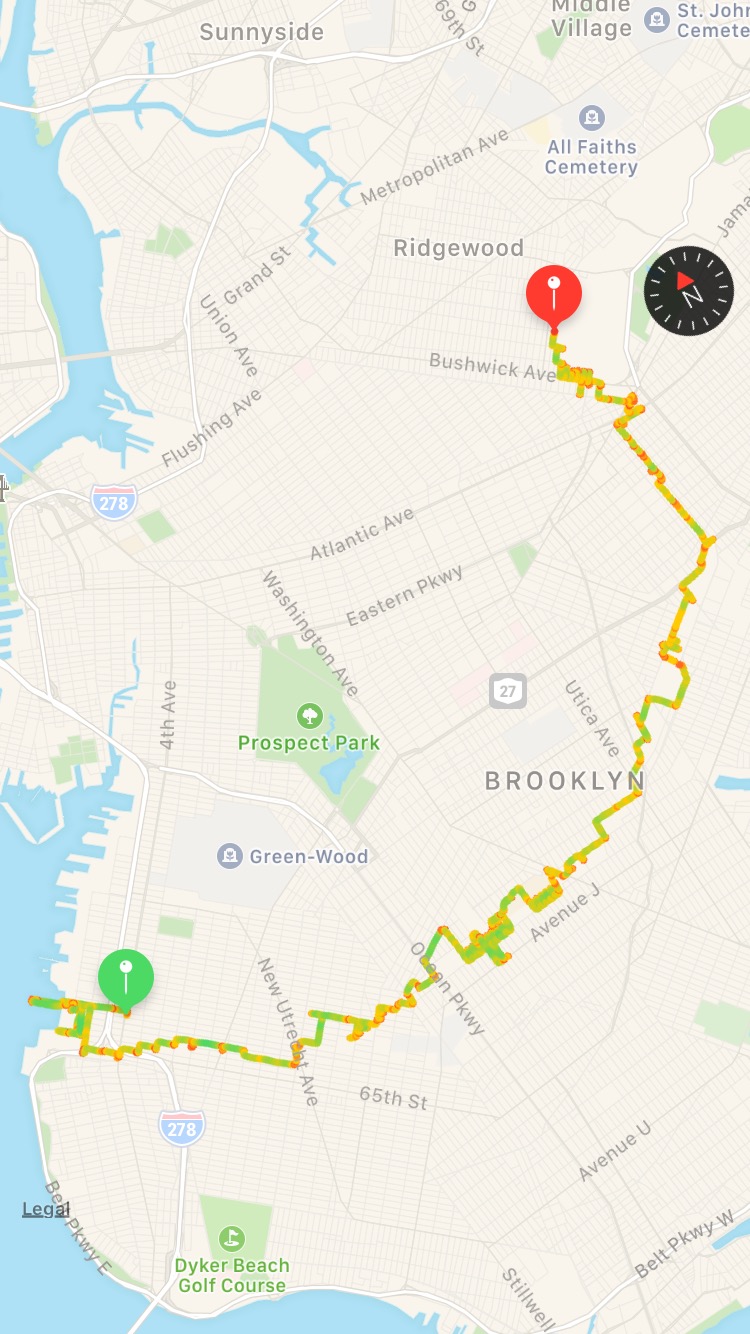 Middle
Village
St. John
Cemete
69th St
G
Sunnyside
All Faiths
Cemetery
Metropolitan Ave
Jama
Ridgewood
Grand St
N
Union Ave
Bushwick Ave
Flushing Ave
278
Atlantic Ave
Eastern Pkwy
Washington Ave
27
Utica Ave
4th Ave
Prospect Park
BROOKLYN
Green-Wood
Avenue J
Ocean Pkwy
New Utrecht Ave
65th St
278
Avenue U
Legal
Belt Pkwy E
Belt Pkwy W
Dyker Beach
Golf Course
Stillwell